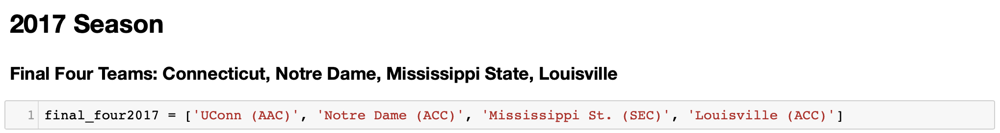 2017 Season
Final Four Teams: Connecticut, Notre Dame, Mississippi State, Louisville
1 final_four2017 = ['UConn (AAC)', 'Notre Dame (ACC)', 'Mississippi St. (SEC)', 'Louisville (ACC)']